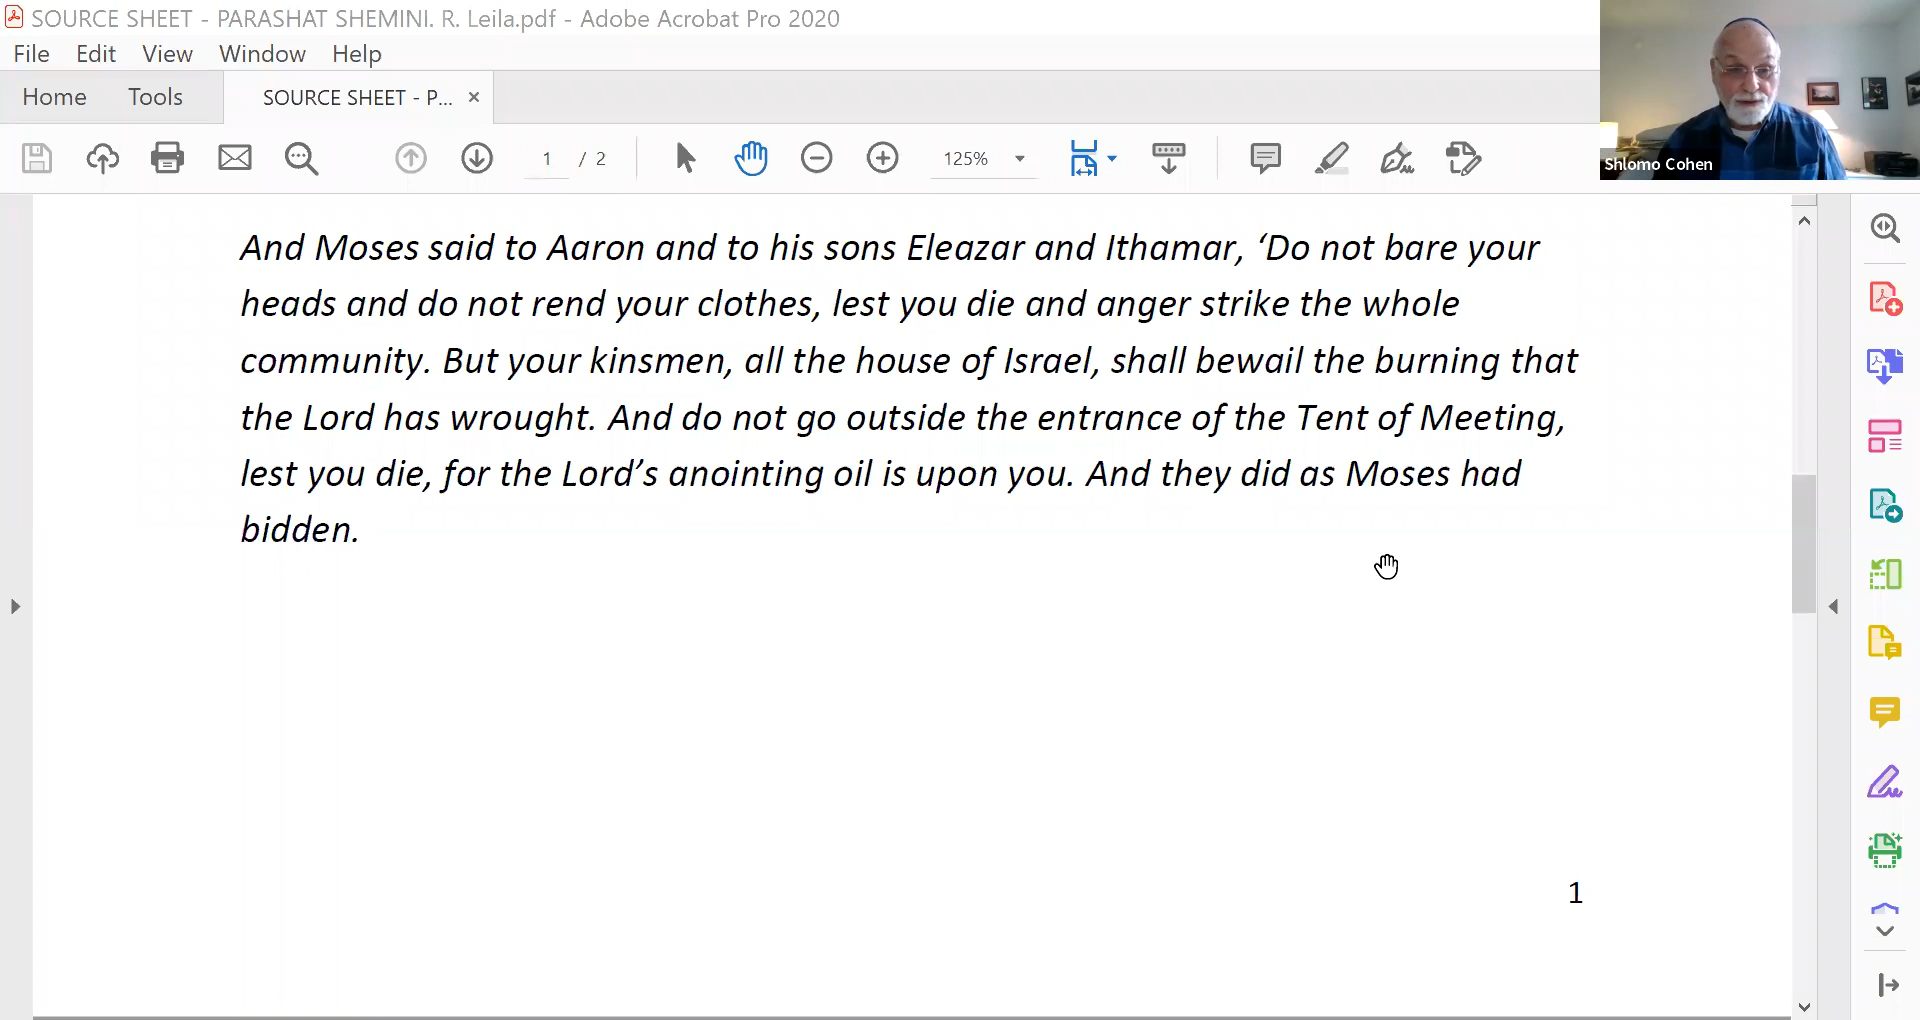 SOURCE SHEET - PARASHAT SHEMINI. R. Leila.pdf - Adobe Acrobat Pro 2020
File Edit View Window Help
Home Tools SOURCE SHEET - P... ×
1 / 2 125%
Shlomo Cohen
And Moses said to Aaron and to his sons Eleazar and Ithamar, ‘Do not bare your
heads and do not rend your clothes, lest you die and anger strike the whole
community. But your kinsmen, all the house of Israel, shall bewail the burning that
the Lord has wrought. And do not go outside the entrance of the Tent of Meeting,
lest you die, for the Lord’s anointing oil is upon you. And they did as Moses had
bidden.
1